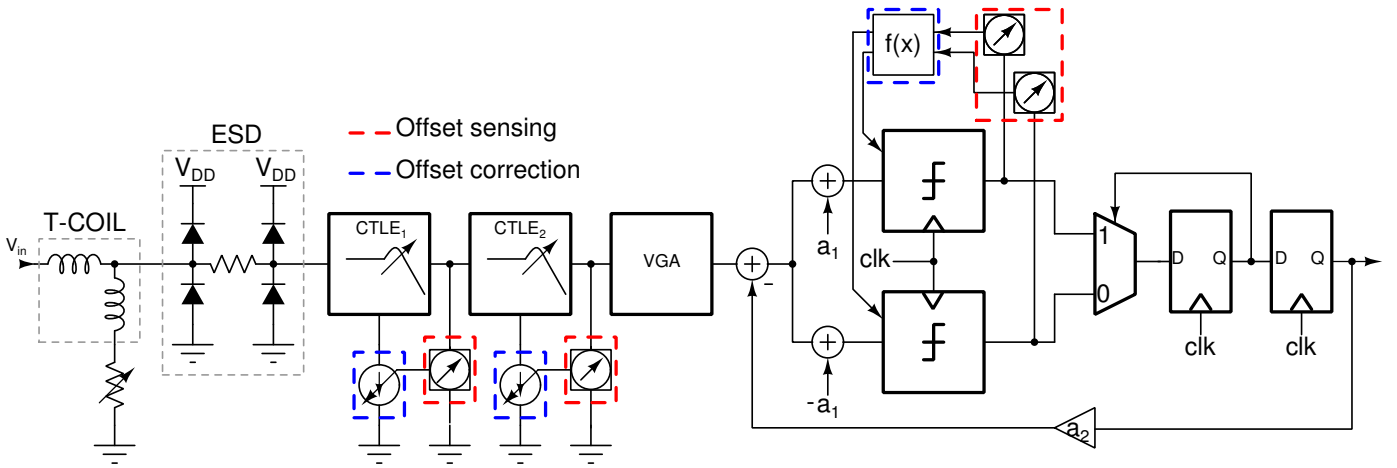 f(x)
ESD
Offset sensing
Offset correction
V_DD
V_DD
T-COIL
V_in
CTLE_1
CTLE_2
VGA
-
a_1
-a_1
clk
1
0
D
Q
D
Q
clk
clk
a_2